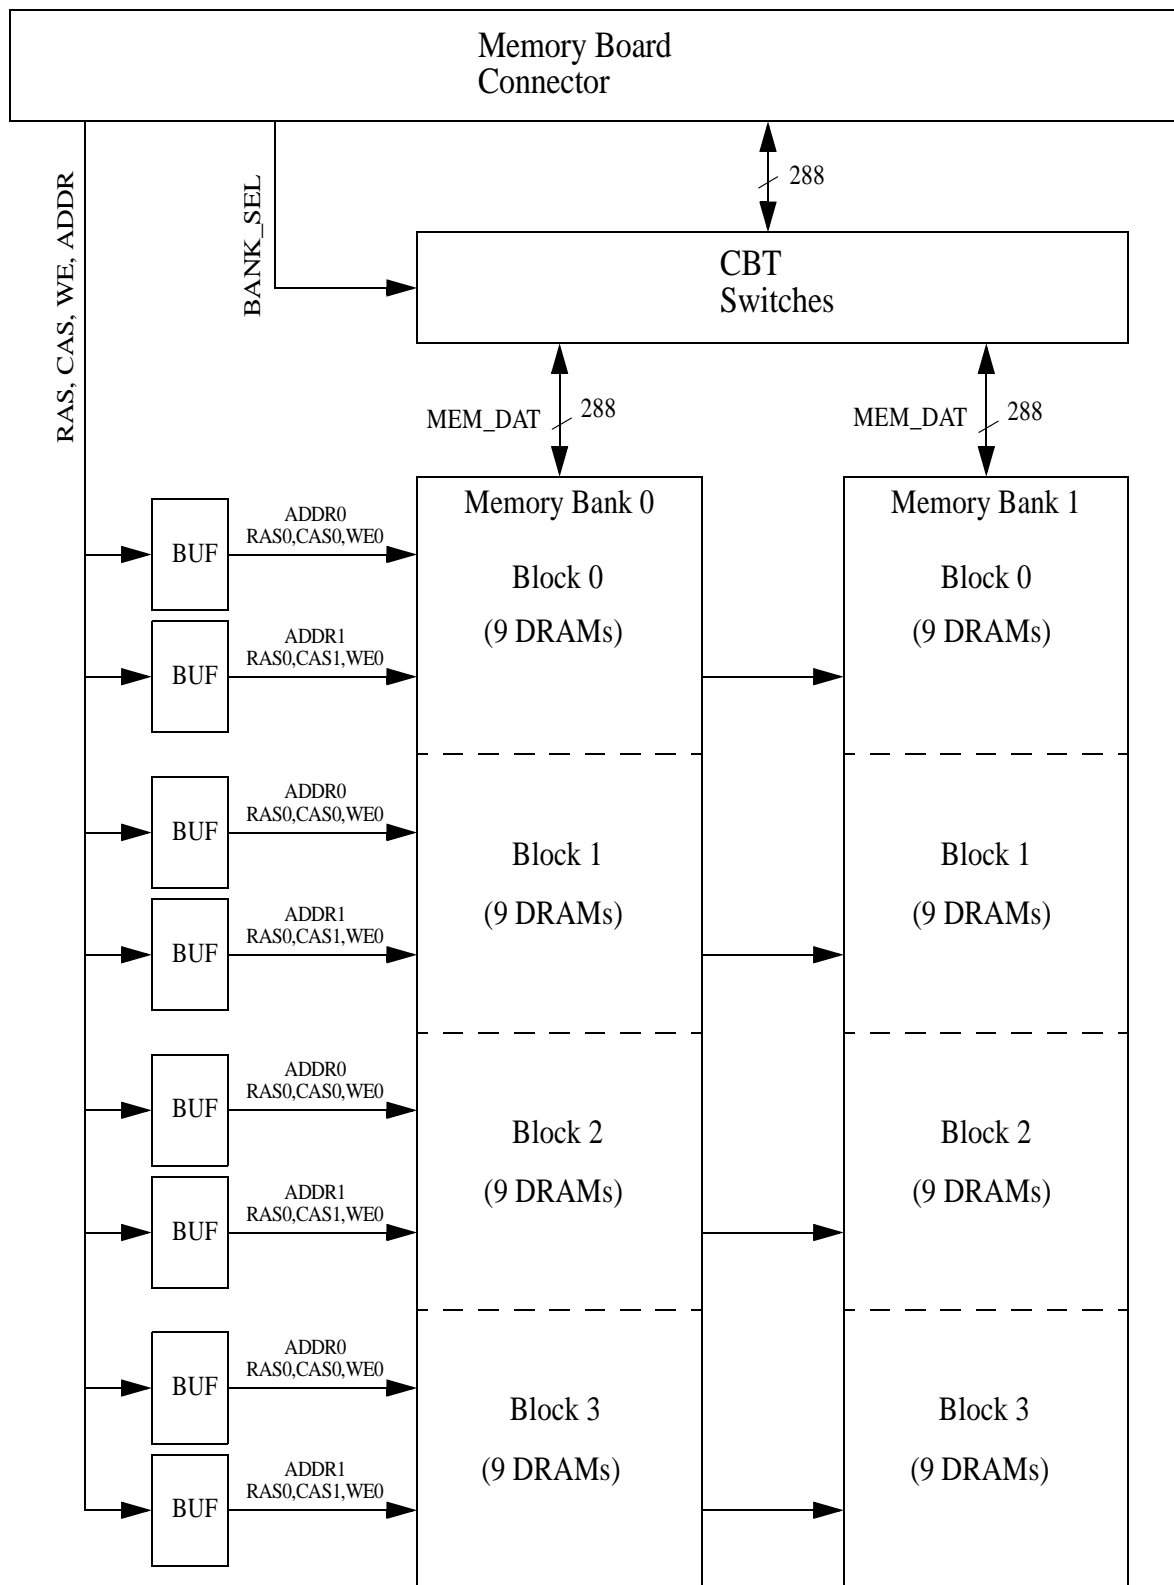 Memory Board
Connector
RAS, CAS, WE, ADDR
BANK_SEL
288
CBT
Switches
MEM_DAT
288
MEM_DAT
288
Memory Bank 0
Memory Bank 1
BUF
ADDR0
RAS0,CAS0,WE0
Block 0
(9 DRAMs)
Block 0
(9 DRAMs)
BUF
ADDR1
RAS0,CAS1,WE0
BUF
ADDR0
RAS0,CAS0,WE0
Block 1
(9 DRAMs)
Block 1
(9 DRAMs)
BUF
ADDR1
RAS0,CAS1,WE0
BUF
ADDR0
RAS0,CAS0,WE0
Block 2
(9 DRAMs)
Block 2
(9 DRAMs)
BUF
ADDR1
RAS0,CAS1,WE0
BUF
ADDR0
RAS0,CAS0,WE0
Block 3
(9 DRAMs)
Block 3
(9 DRAMs)
BUF
ADDR1
RAS0,CAS1,WE0